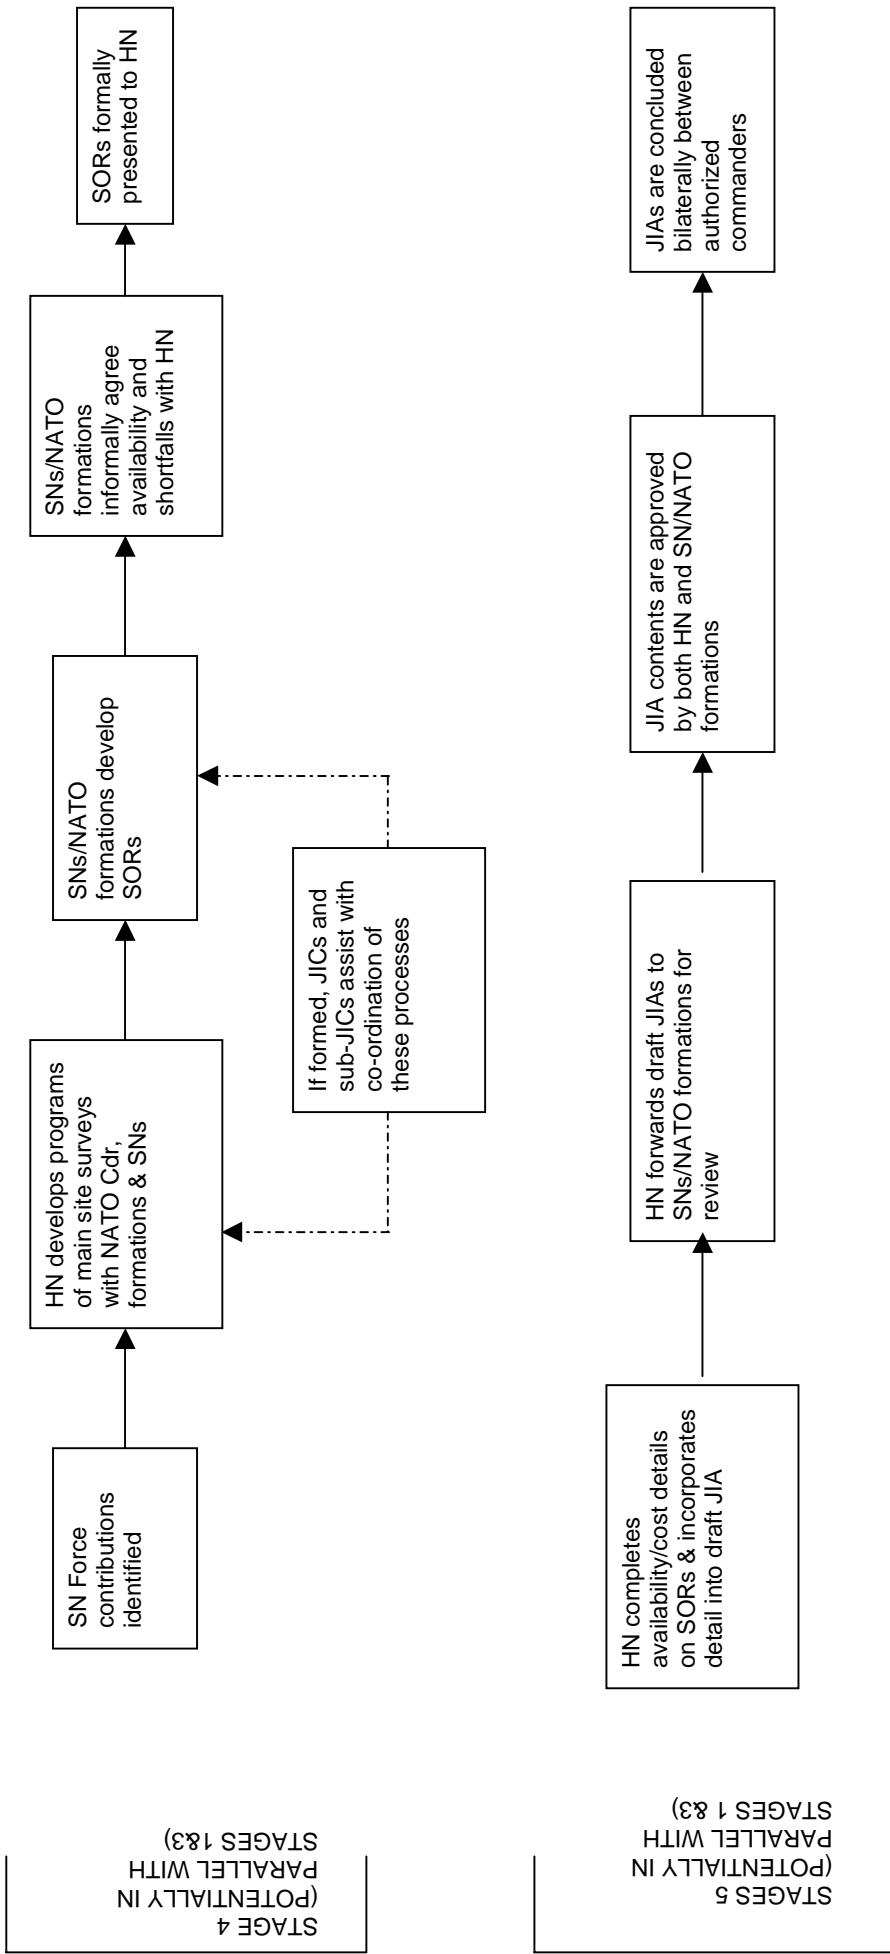 STAGE 4
(POTENTIALLY IN
PARALLEL WITH
STAGES 1&3)
SN Force
contributions
identified
HN develops programs
of main site surveys
with NATO Cdr,
formations & SNs
SNs/NATO
formations develop
SORs
SNs/NATO
formations
informally agree
availability and
shortfalls with HN
SORs formally
presented to HN
If formed, JICs and
sub-JICs assist with
co-ordination of
these processes
STAGES 5
(POTENTIALLY IN
PARALLEL WITH
STAGES 1 &3)
HN completes
availability/cost details
on SORs & incorporates
detail into draft JIA
HN forwards draft JIAs to
SNs/NATO formations for
review
JIA contents are approved
by both HN and SN/NATO
formations
JIAs are concluded
bilaterally between
authorized
commanders